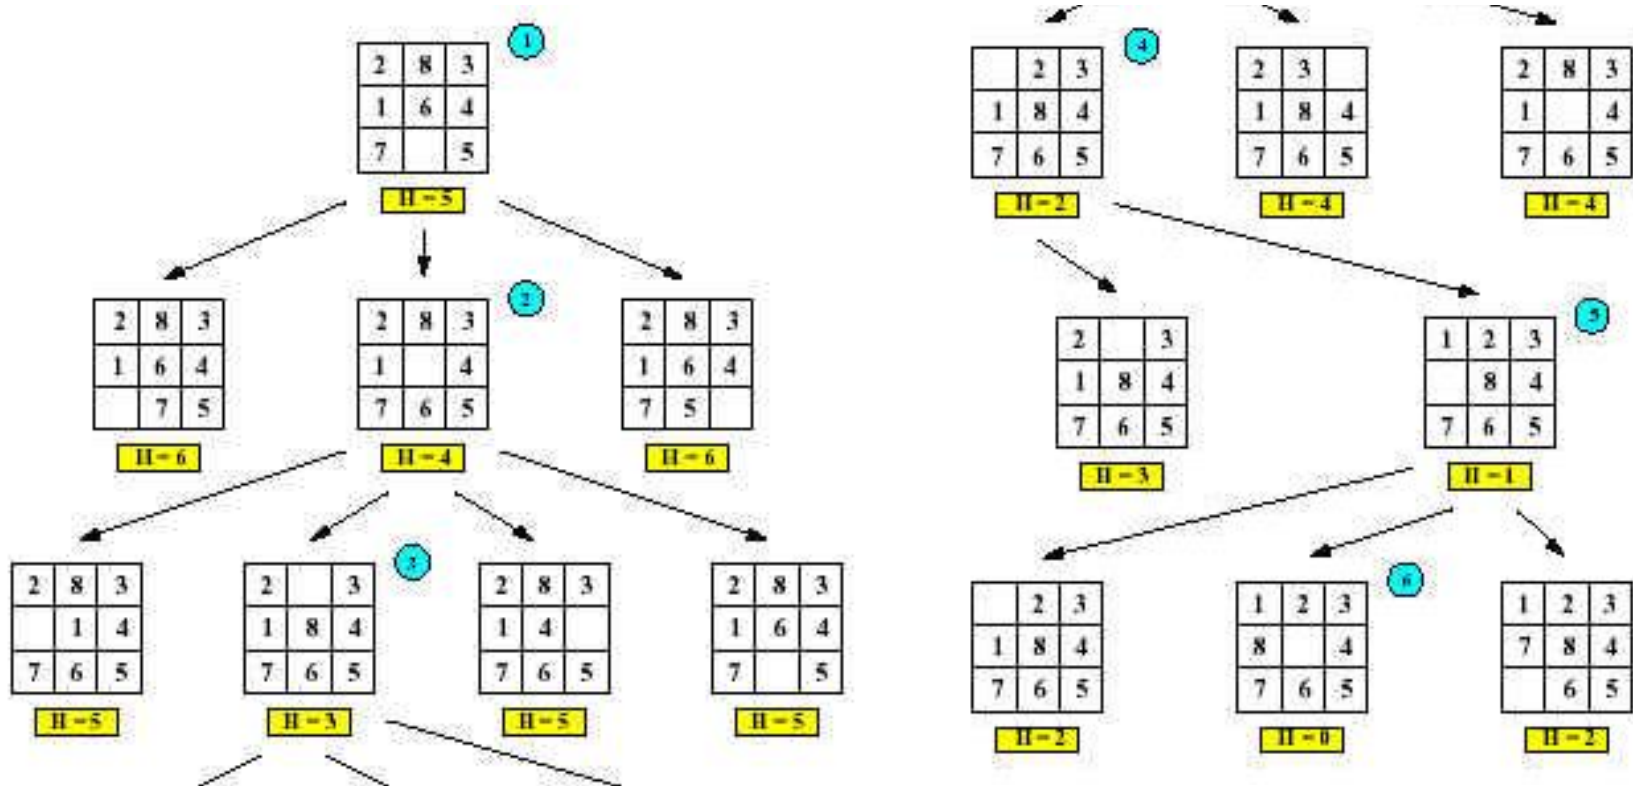 1
2 8 3
1 6 4
7 5
H = 5
2
2 8 3
1 6 4
7 5
H = 6
2 8 3
1 4
7 6 5
H = 4
2 8 3
1 6 4
7 5
H = 6
3
2 8 3
1 4
7 6 5
H = 5
2 3
1 8 4
7 6 5
H = 3
2 8 3
1 4
7 6 5
H = 5
2 8 3
1 6 4
7 5
H = 5
4
2 3
1 8 4
7 6 5
H = 2
2 3
1 8 4
7 6 5
H = 4
2 8 3
1 4
7 6 5
H = 4
5
2 3
1 8 4
7 6 5
H = 3
1 2 3
8 4
7 6 5
H = 1
6
2 3
1 8 4
7 6 5
H = 2
1 2 3
8 4
7 6 5
H = 0
1 2 3
7 8 4
6 5
H = 2